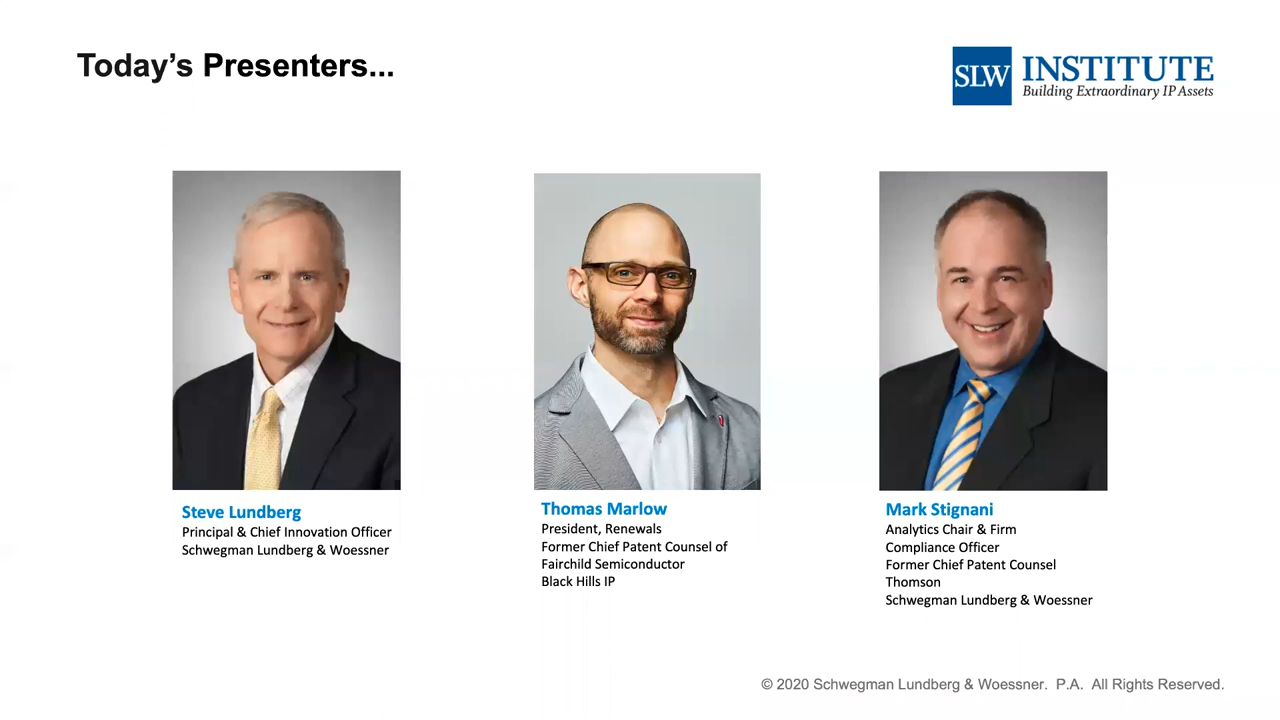 Today's Presenters...
SLW INSTITUTE
Building Extraordinary IP Assets
Steve Lundberg
Principal & Chief Innovation Officer
Schwegman Lundberg & Woessner
Thomas Marlow
President, Renewals
Former Chief Patent Counsel of
Fairchild Semiconductor
Black Hills IP
Mark Stignani
Analytics Chair & Firm
Compliance Officer
Former Chief Patent Counsel
Thomson
Schwegman Lundberg & Woessner
© 2020 Schwegman Lundberg & Woessner. P.A. All Rights Reserved.